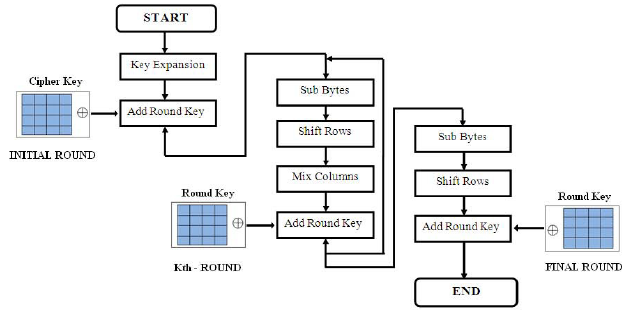 START
Key Expansion
Cipher Key
Add Round Key
INITIAL ROUND
Sub Bytes
Shift Rows
Mix Columns
Round Key
Add Round Key
Kth - ROUND
Sub Bytes
Shift Rows
Round Key
Add Round Key
FINAL ROUND
END